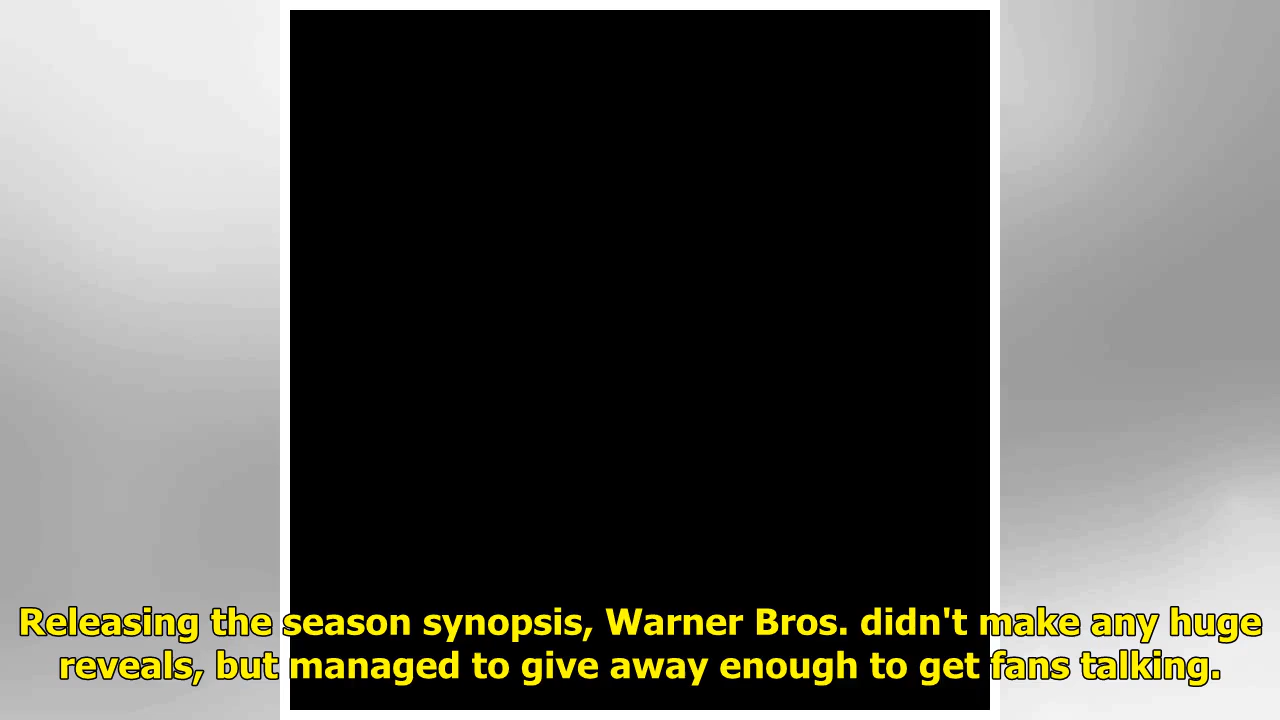 Releasing the season synopsis, Warner Bros. didn't make any huge
reveals, but managed to give away enough to get fans talking.